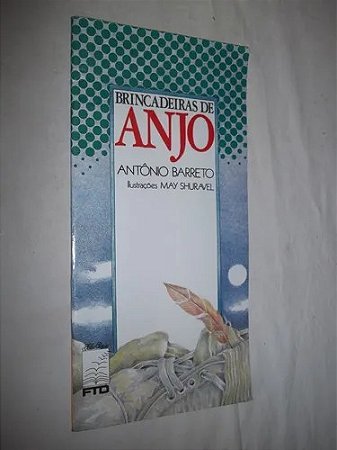 BRINCADEIRAS DE
ANJO
ANTÔNIO BARRETO
Ilustrações MAY SHURAVEL
FTD